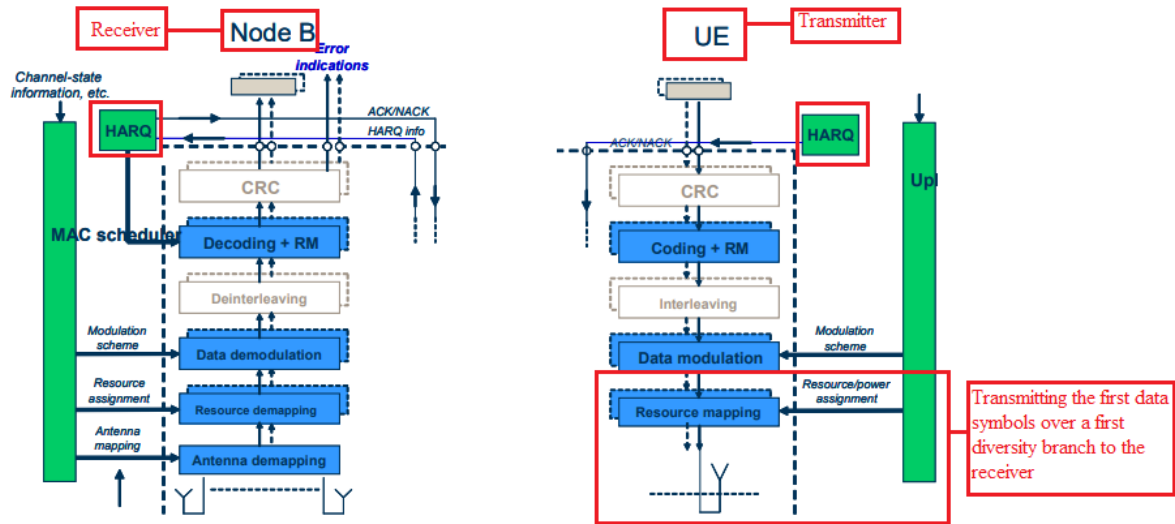 Receiver
Node B
Error
indications
Channel-state
information, etc.
HARQ
ACK/NACK
HARQ info
CRC
MAC scheduler
Decoding + RM
Deinterleaving
Modulation
scheme
Data demodulation
Resource
assignment
Resource demapping
Antenna
mapping
Antenna demapping
UE
Transmitter
HARQ
ACK/NACK
CRC
Upl
Coding + RM
Interleaving
Data modulation
Modulation
scheme
Resource mapping
Resource/power
assignment
Transmitting the first data
symbols over a first
diversity branch to the
receiver